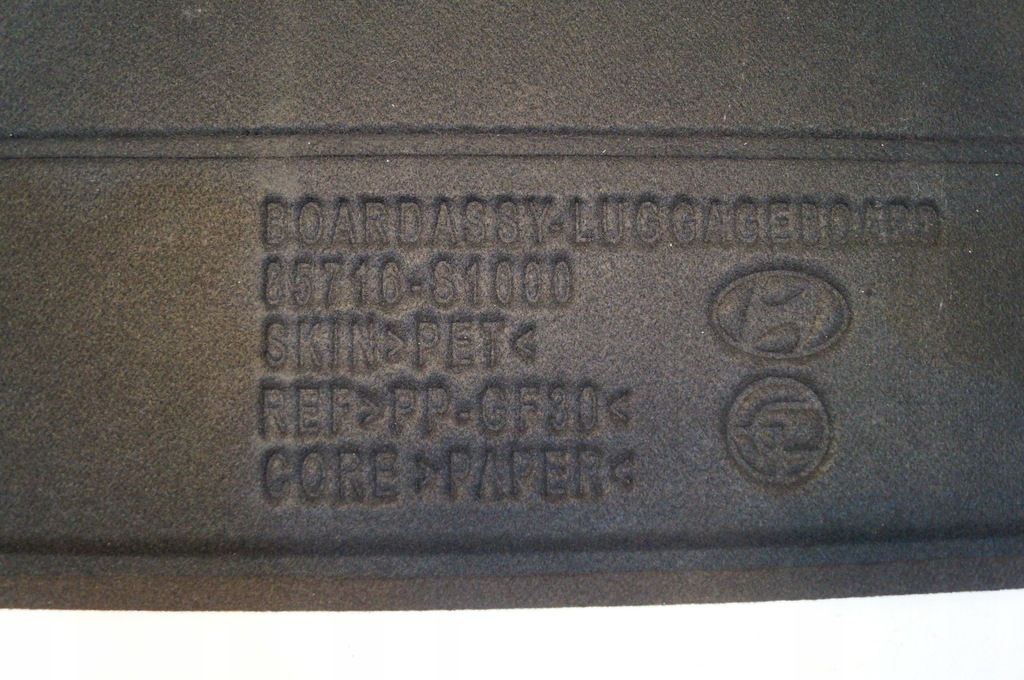 BOARDASSY-LUGGAGEBOARD
85710-S1000
SKIN>PET<
REF>PP-GF30<
CORE>PAPER<